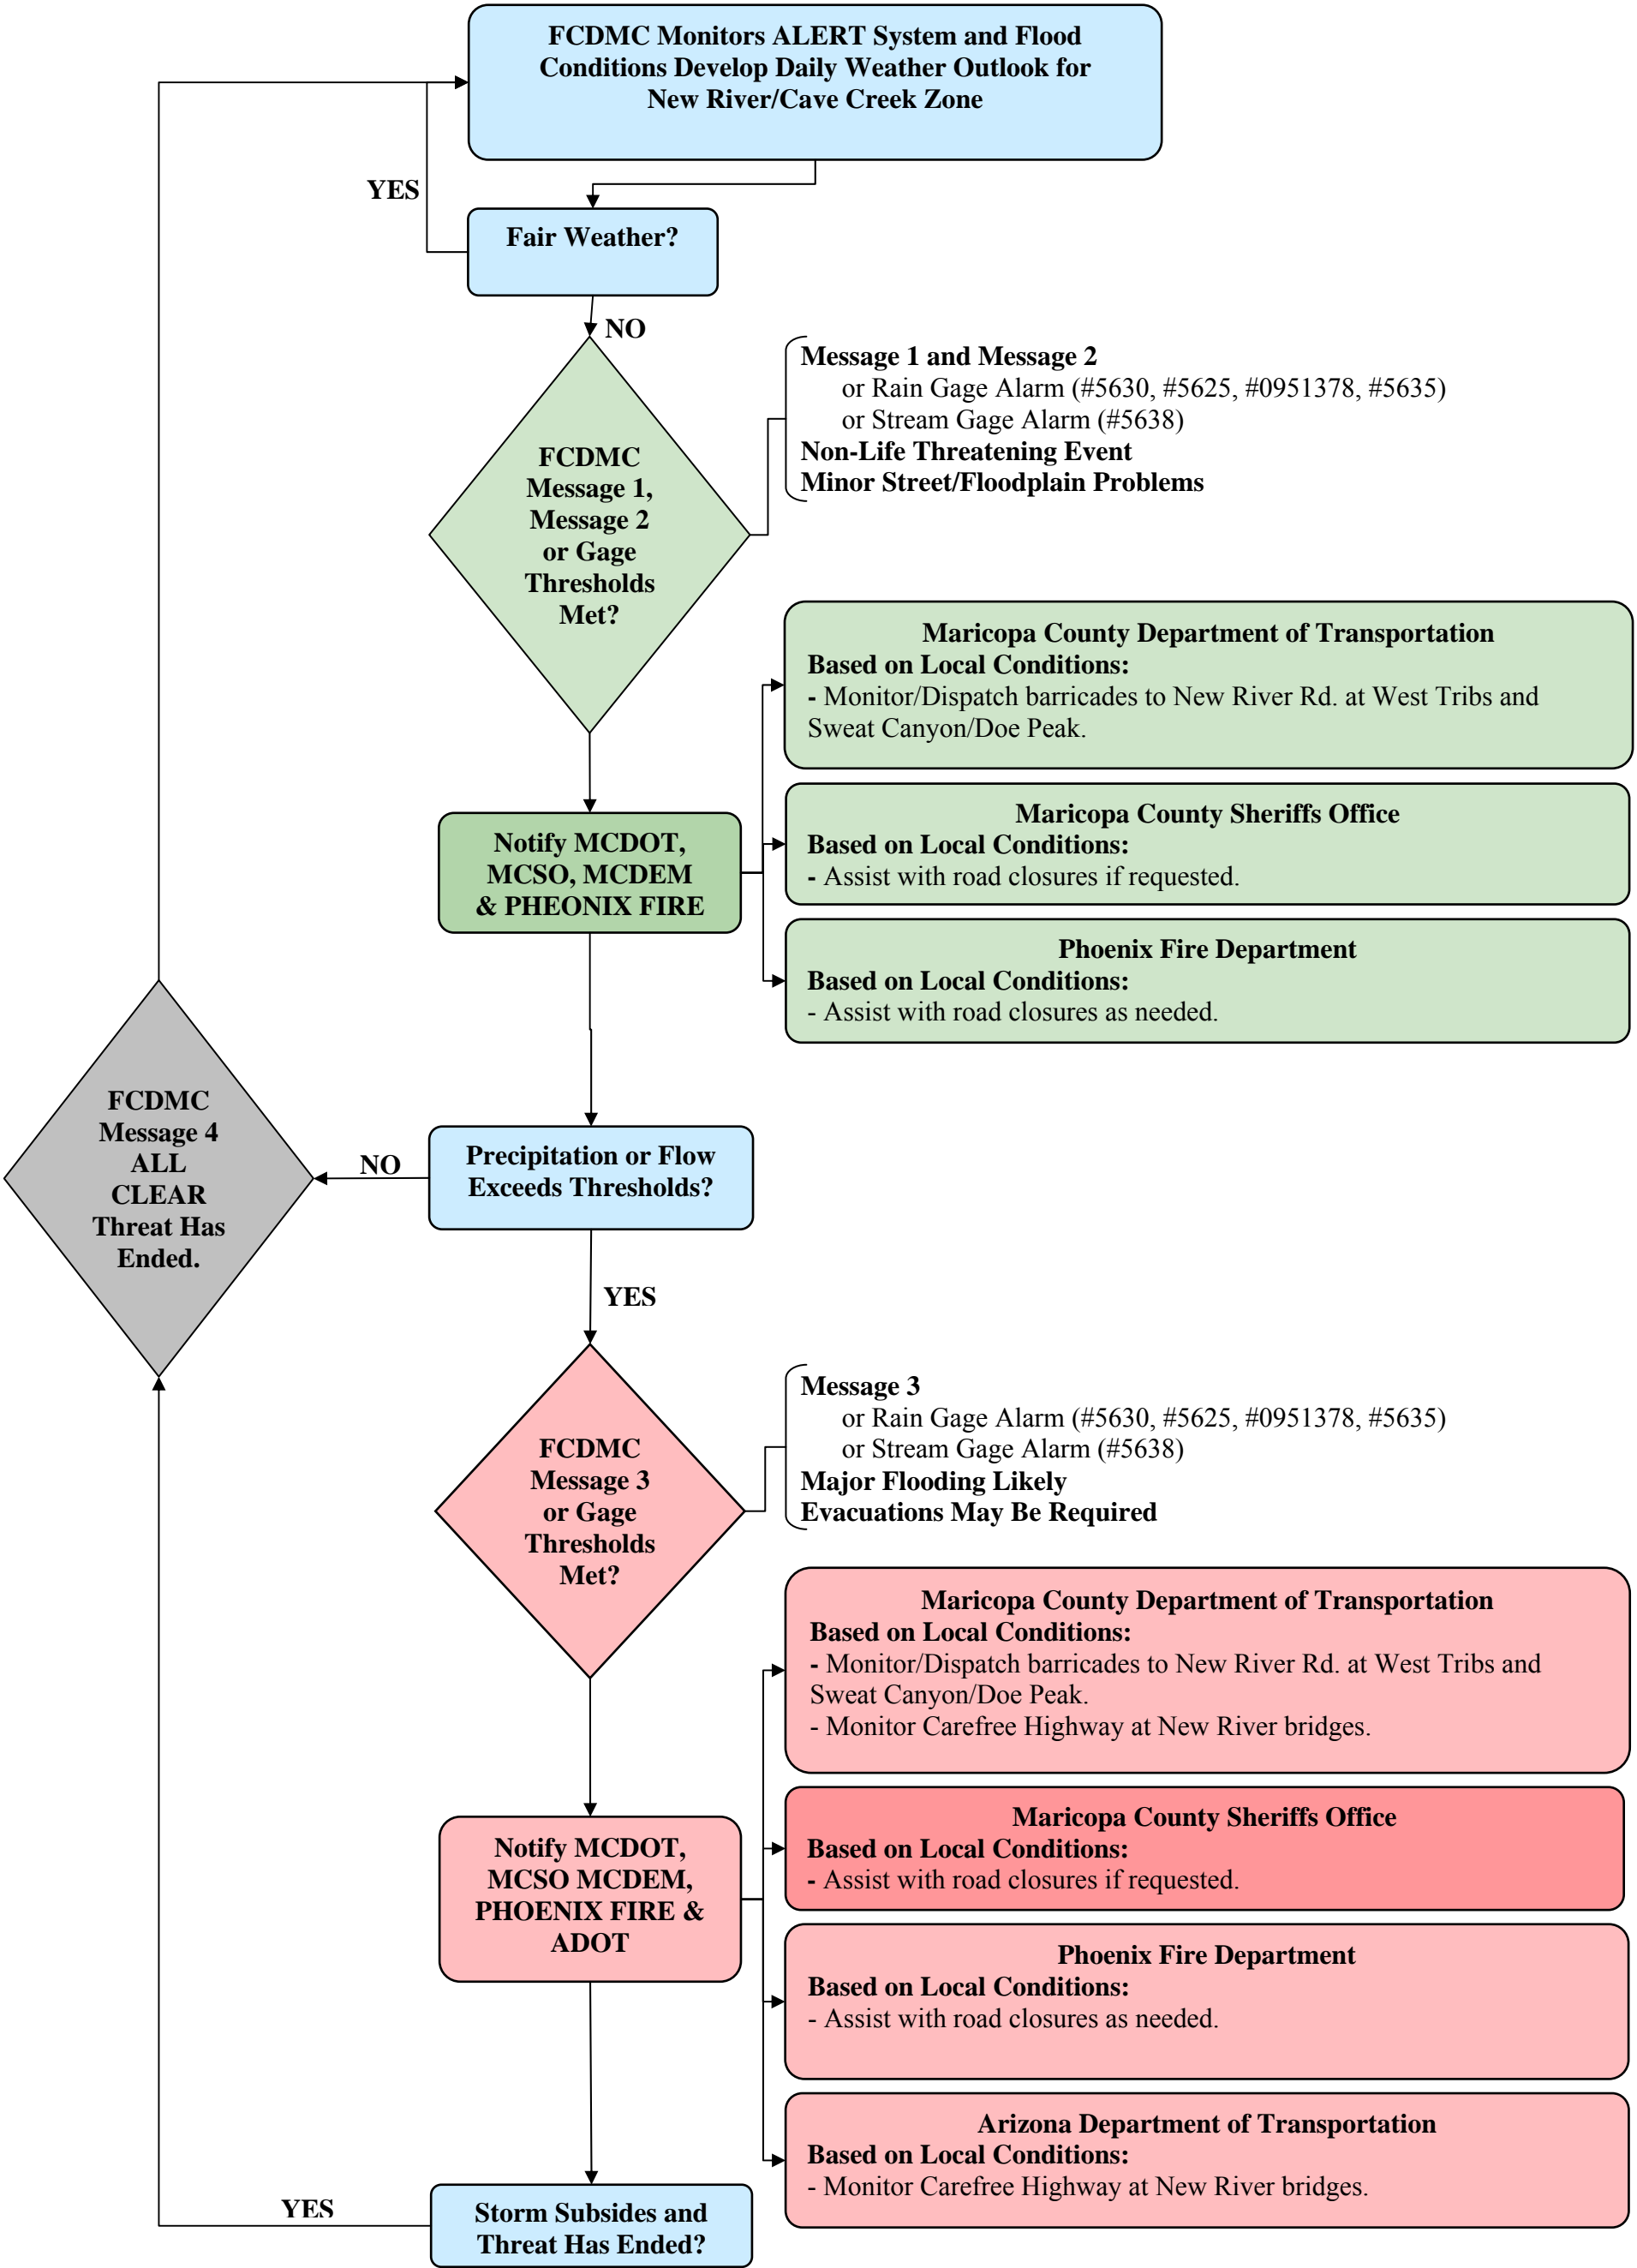 FCDMC Monitors ALERT System and Flood
Conditions Develop Daily Weather Outlook for
New River/Cave Creek Zone
YES
Fair Weather?
NO
FCDMC
Message 1,
Message 2
or Gage
Thresholds
Met?
Message 1 and Message 2
or Rain Gage Alarm (#5630, #5625, #0951378, #5635)
or Stream Gage Alarm (#5638)
Non-Life Threatening Event
Minor Street/Floodplain Problems
Notify MCDOT,
MCSO, MCDEM
& PHEONIX FIRE
Maricopa County Department of Transportation
Based on Local Conditions:
- Monitor/Dispatch barricades to New River Rd. at West Tribs and
Sweat Canyon/Doe Peak.
Maricopa County Sheriffs Office
Based on Local Conditions:
- Assist with road closures if requested.
Phoenix Fire Department
Based on Local Conditions:
- Assist with road closures as needed.
Precipitation or Flow
Exceeds Thresholds?
NO
FCDMC
Message 4
ALL
CLEAR
Threat Has
Ended.
YES
FCDMC
Message 3
or Gage
Thresholds
Met?
Message 3
or Rain Gage Alarm (#5630, #5625, #0951378, #5635)
or Stream Gage Alarm (#5638)
Major Flooding Likely
Evacuations May Be Required
Notify MCDOT,
MCSO MCDEM,
PHOENIX FIRE &
ADOT
Maricopa County Department of Transportation
Based on Local Conditions:
- Monitor/Dispatch barricades to New River Rd. at West Tribs and
Sweat Canyon/Doe Peak.
- Monitor Carefree Highway at New River bridges.
Maricopa County Sheriffs Office
Based on Local Conditions:
- Assist with road closures if requested.
Phoenix Fire Department
Based on Local Conditions:
- Assist with road closures as needed.
Arizona Department of Transportation
Based on Local Conditions:
- Monitor Carefree Highway at New River bridges.
Storm Subsides and
Threat Has Ended?
YES